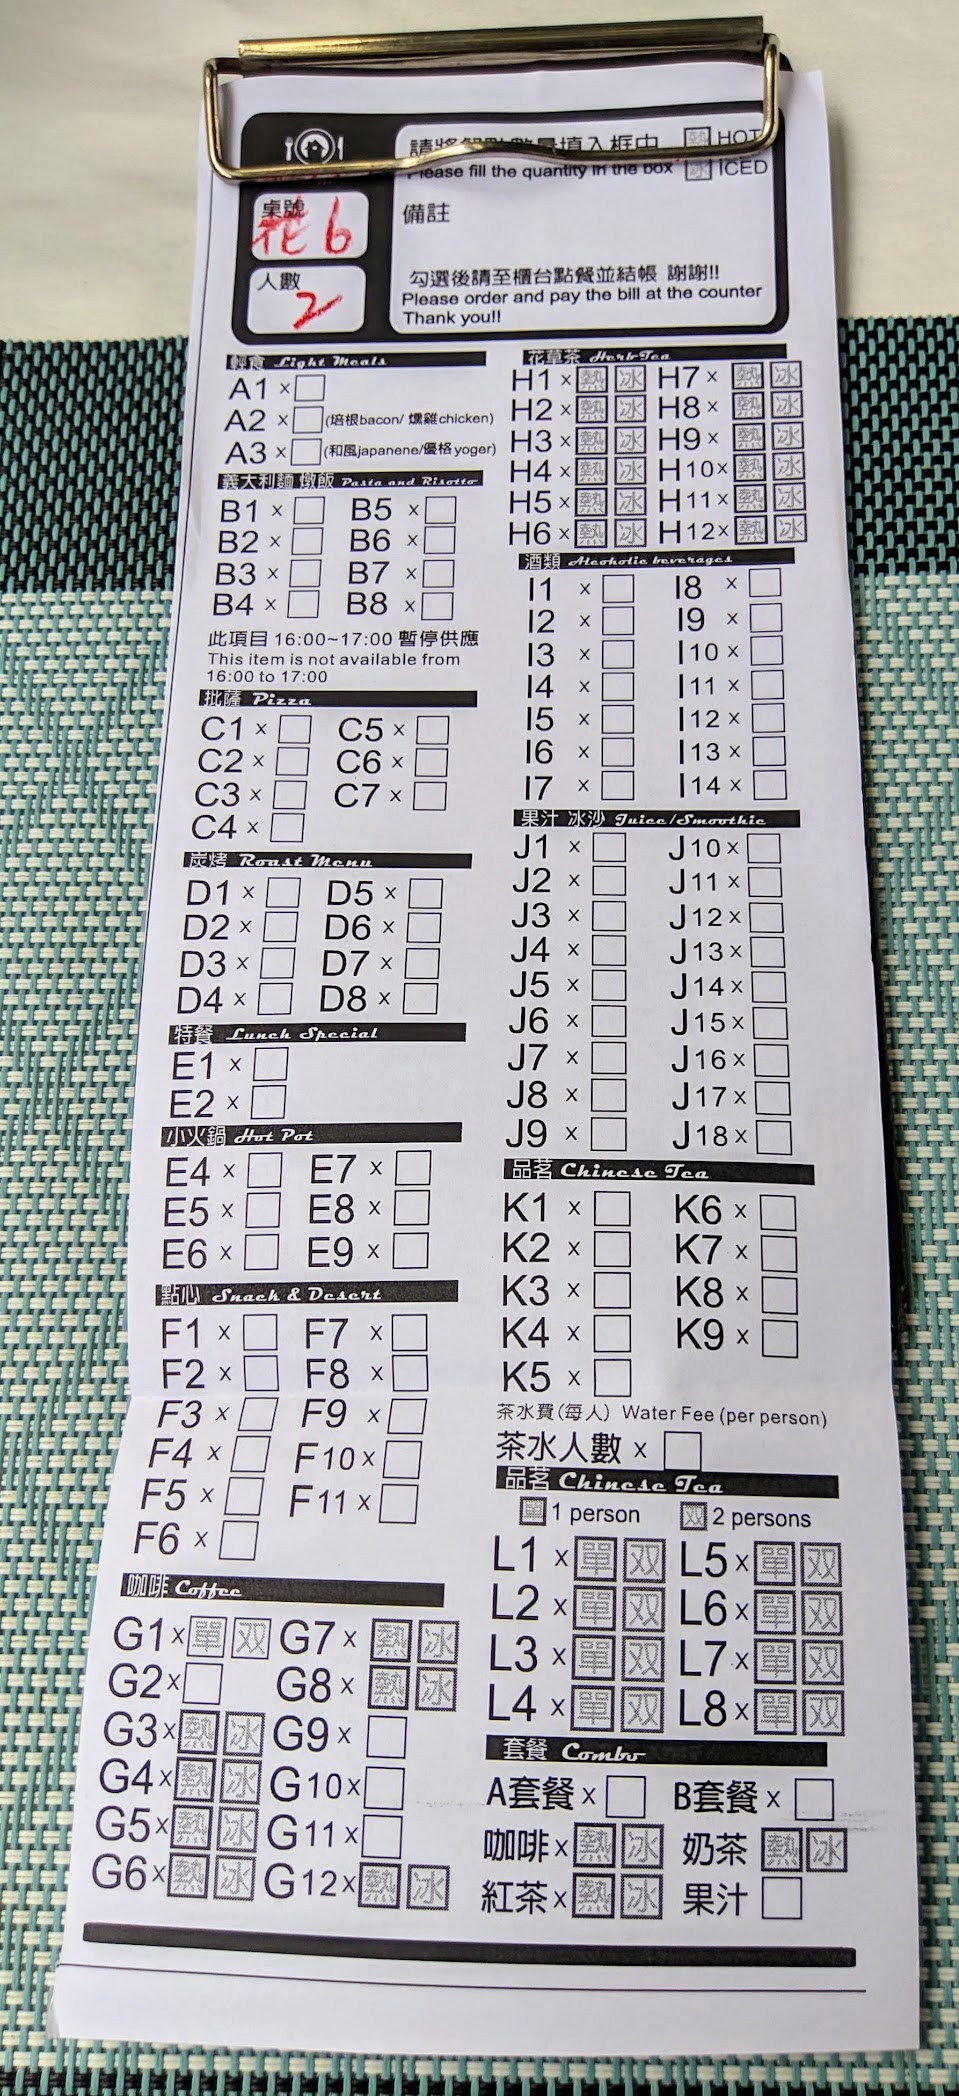 請將餐點數量填入框中 熱 HOT
Please fill the quantity in the box 冰 ICED
桌號
花6
備註
人數
2
勾選後請至櫃台點餐並結帳 謝謝!!
Please order and pay the bill at the counter
Thank you!!
輕食 Light Meals
A1 ×
A2 × (培根bacon/ 燻雞chicken)
A3 × (和風japanene/優格yoger)
義大利麵 燉飯 Pasta and Risotto
B1 × B5 ×
B2 × B6 ×
B3 × B7 ×
B4 × B8 ×
此項目 16:00~17:00 暫停供應
This item is not available from
16:00 to 17:00
批薩 Pizza
C1 × C5 ×
C2 × C6 ×
C3 × C7 ×
C4 ×
炭烤 Roast Menu
D1 × D5 ×
D2 × D6 ×
D3 × D7 ×
D4 × D8 ×
特餐 Lunch Special
E1 ×
E2 ×
小火鍋 Hot Pot
E4 × E7 ×
E5 × E8 ×
E6 × E9 ×
點心 Snack & Desert
F1 × F7 ×
F2 × F8 ×
F3 × F9 ×
F4 × F10 ×
F5 × F11 ×
F6 ×
咖啡 Coffee
G1 × 單 双 G7 × 熱 冰
G2 × G8 × 熱 冰
G3 × 熱 冰 G9 ×
G4 × 熱 冰 G10 ×
G5 × 熱 冰 G11 ×
G6 × 熱 冰 G12 × 熱 冰
花草茶 Herb Tea
H1 × 熱 冰 H7 × 熱 冰
H2 × 熱 冰 H8 × 熱 冰
H3 × 熱 冰 H9 × 熱 冰
H4 × 熱 冰 H10 × 熱 冰
H5 × 熱 冰 H11 × 熱 冰
H6 × 熱 冰 H12 × 熱 冰
酒類 Alcoholic beverages
I1 × I8 ×
I2 × I9 ×
I3 × I10 ×
I4 × I11 ×
I5 × I12 ×
I6 × I13 ×
I7 × I14 ×
果汁 冰沙 Juice/Smoothie
J1 × J10 ×
J2 × J11 ×
J3 × J12 ×
J4 × J13 ×
J5 × J14 ×
J6 × J15 ×
J7 × J16 ×
J8 × J17 ×
J9 × J18 ×
品茗 Chinese Tea
K1 × K6 ×
K2 × K7 ×
K3 × K8 ×
K4 × K9 ×
K5 ×
茶水費(每人) Water Fee (per person)
茶水人數 ×
品茗 Chinese Tea
單 1 person 双 2 persons
L1 × 單 双 L5 × 單 双
L2 × 單 双 L6 × 單 双
L3 × 單 双 L7 × 單 双
L4 × 單 双 L8 × 單 双
套餐 Combo
A套餐 × B套餐 ×
咖啡 × 熱 冰 奶茶 熱 冰
紅茶 × 熱 冰 果汁